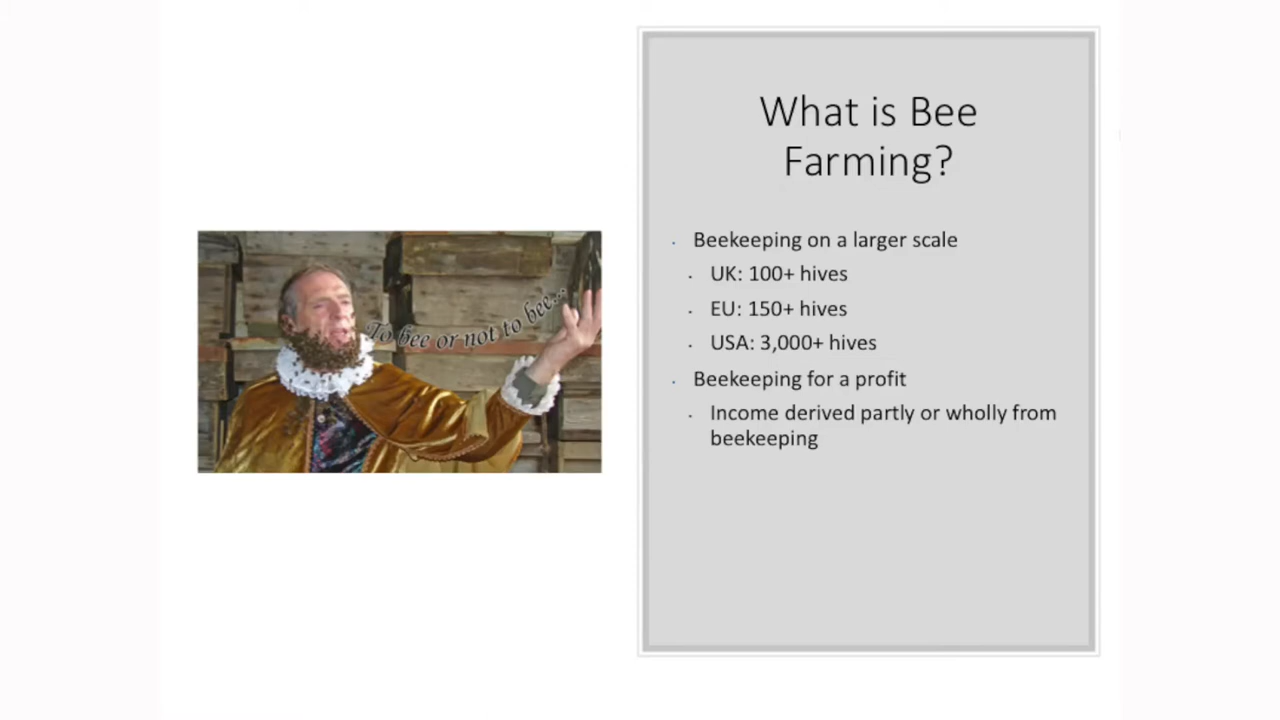 To bee or not to bee...
What is Bee
Farming?
Beekeeping on a larger scale
UK: 100+ hives
EU: 150+ hives
USA: 3,000+ hives
Beekeeping for a profit
Income derived partly or wholly from
beekeeping